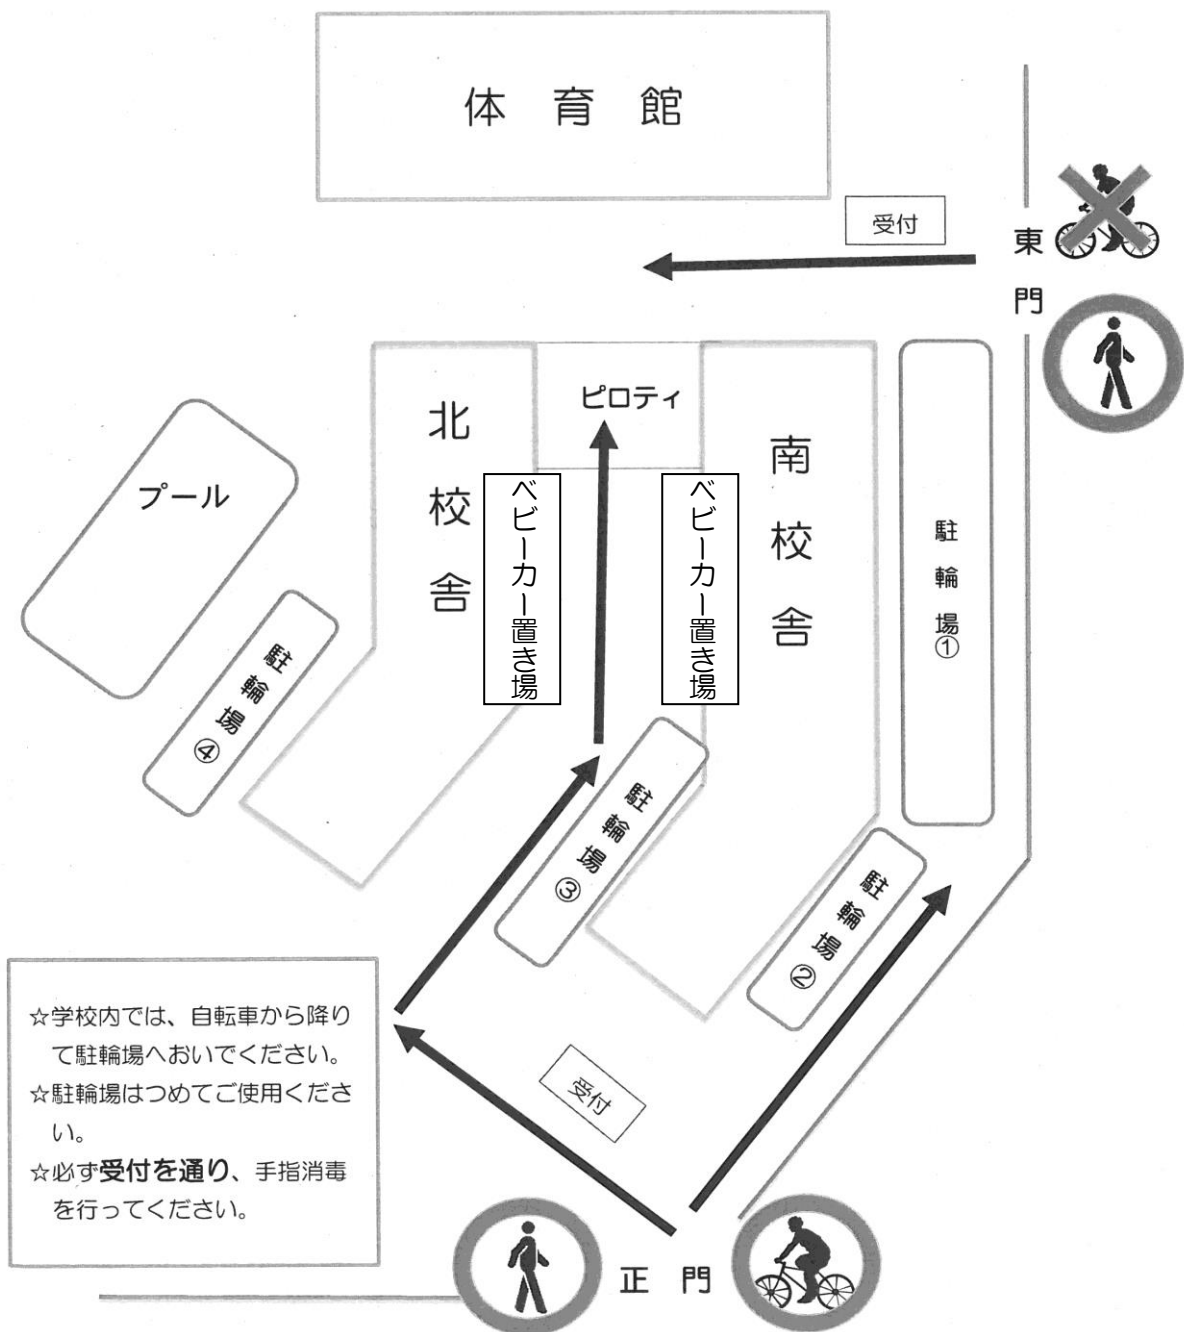 体育館
受付
東門
ピロティ
北校舎
南校舎
プール
ベビーカー置き場
ベビーカー置き場
駐輪場①
駐輪場④
駐輪場③
駐輪場②
☆学校内では、自転車から降り
て駐輪場へおいでください。
☆駐輪場はつめてご使用くださ
い。
☆必ず受付を通り、手指消毒
を行ってください。
受付
正門